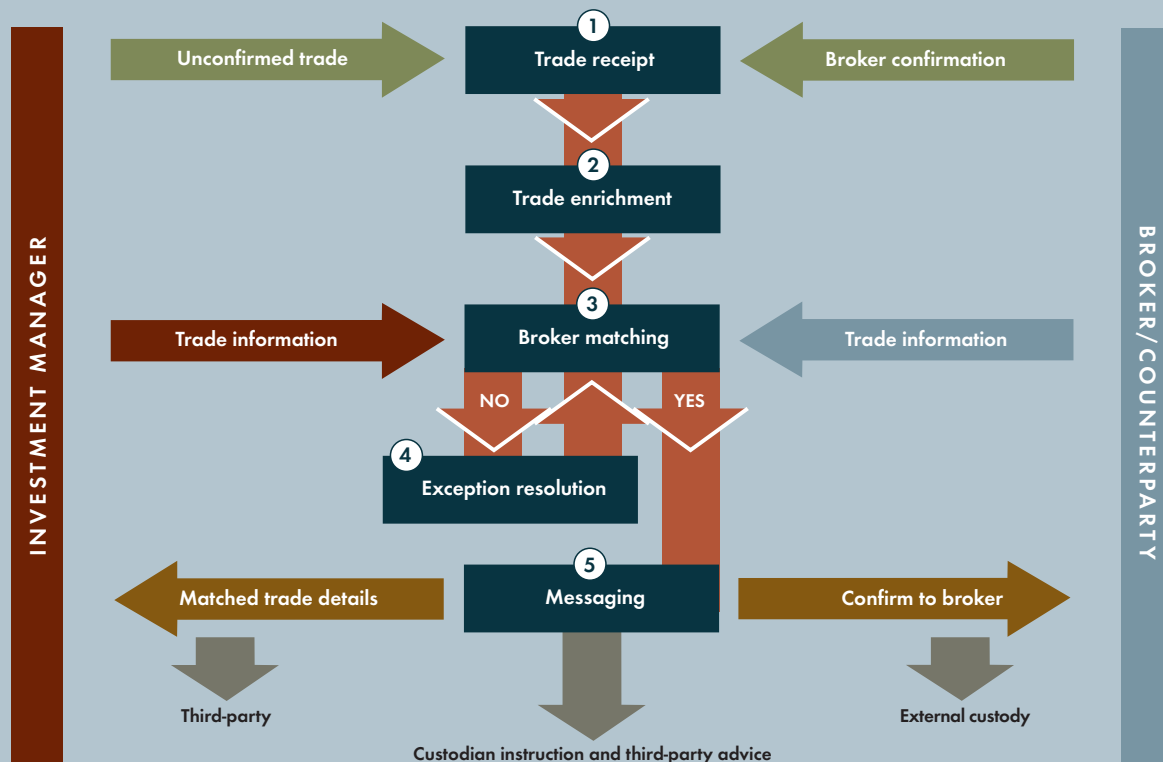 1
Unconfirmed trade
Trade receipt
Broker confirmation
2
Trade enrichment
INVESTMENT MANAGER
BROKER/COUNTERPARTY
3
Trade information
Broker matching
Trade information
NO
YES
4
Exception resolution
5
Matched trade details
Messaging
Confirm to broker
Third-party
External custody
Custodian instruction and third-party advice